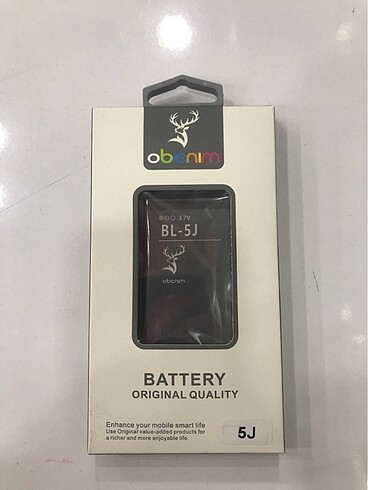 obenim
3.7V
BL-5J
obenim
BATTERY
ORIGINAL QUALITY
Enhance your mobile smart life
Use Original value-added products for
a richer and more enjoyable life
5J